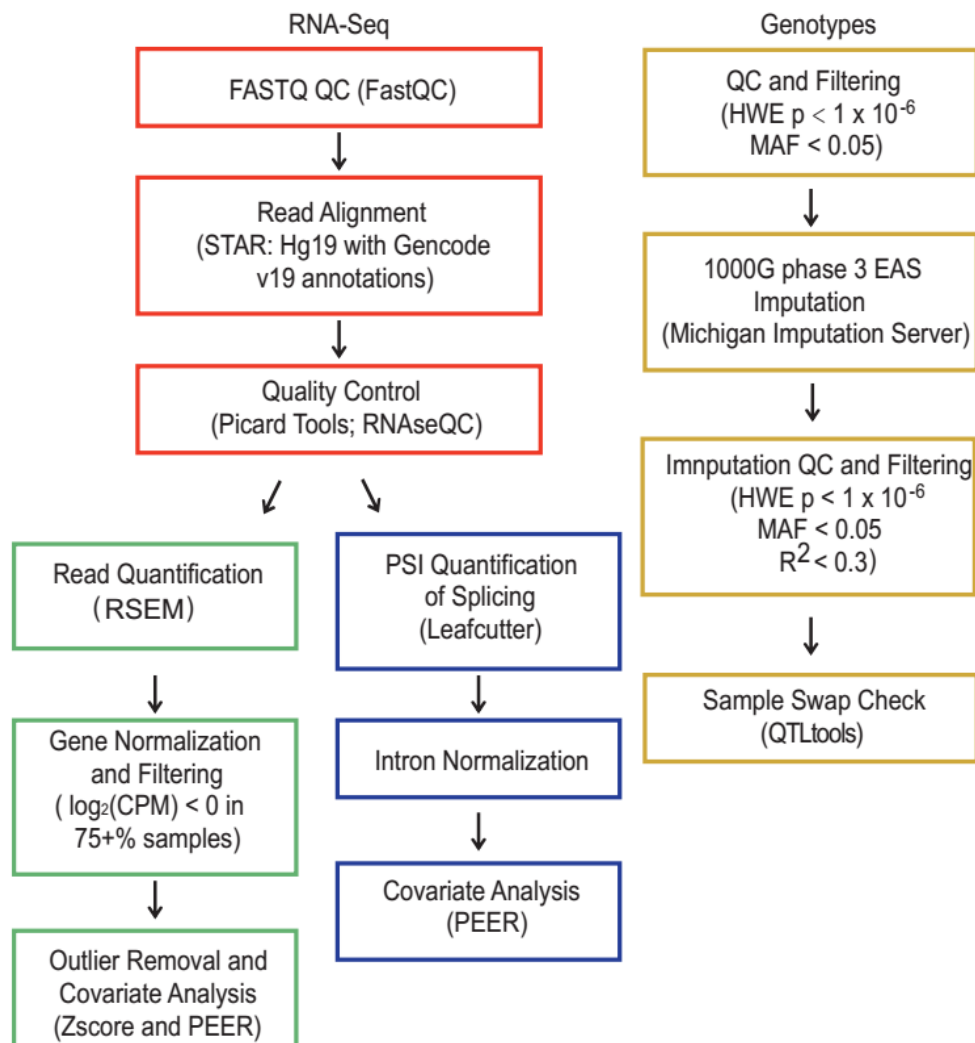 RNA-Seq
FASTQ QC (FastQC)
Read Alignment
(STAR: Hg19 with Gencode
v19 annotations)
Quality Control
(Picard Tools; RNAseQC)
Read Quantification
(RSEM)
Gene Normalization
and Filtering
( log₂(CPM) < 0 in
75+% samples)
Outlier Removal and
Covariate Analysis
(Zscore and PEER)
PSI Quantification
of Splicing
(Leafcutter)
Intron Normalization
Covariate Analysis
(PEER)
Genotypes
QC and Filtering
(HWE p < 1 x 10⁻⁶
MAF < 0.05)
1000G phase 3 EAS
Imputation
(Michigan Imputation Server)
Imnputation QC and Filtering
(HWE p < 1 x 10⁻⁶
MAF < 0.05
R² < 0.3)
Sample Swap Check
(QTLtools)